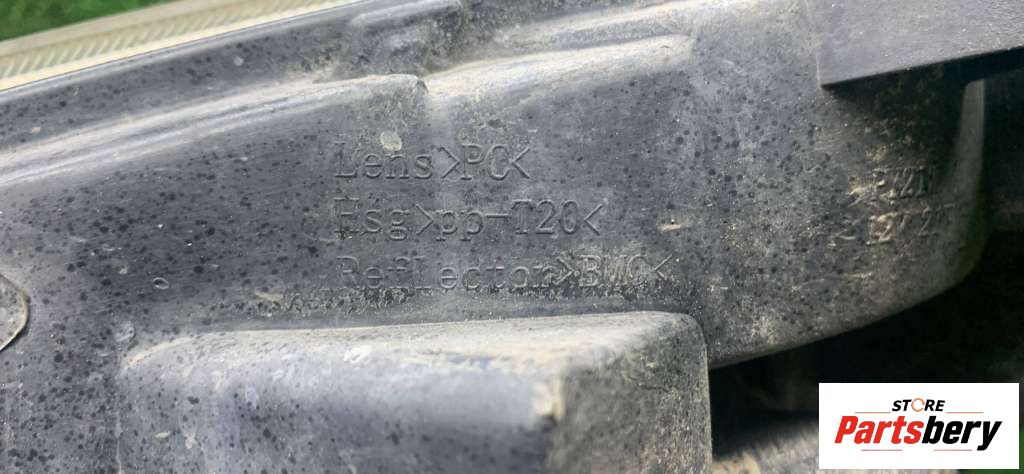 Lens>PC<
Hsg>pp-T20<
Reflector>BMC<
STORE
Partsbery